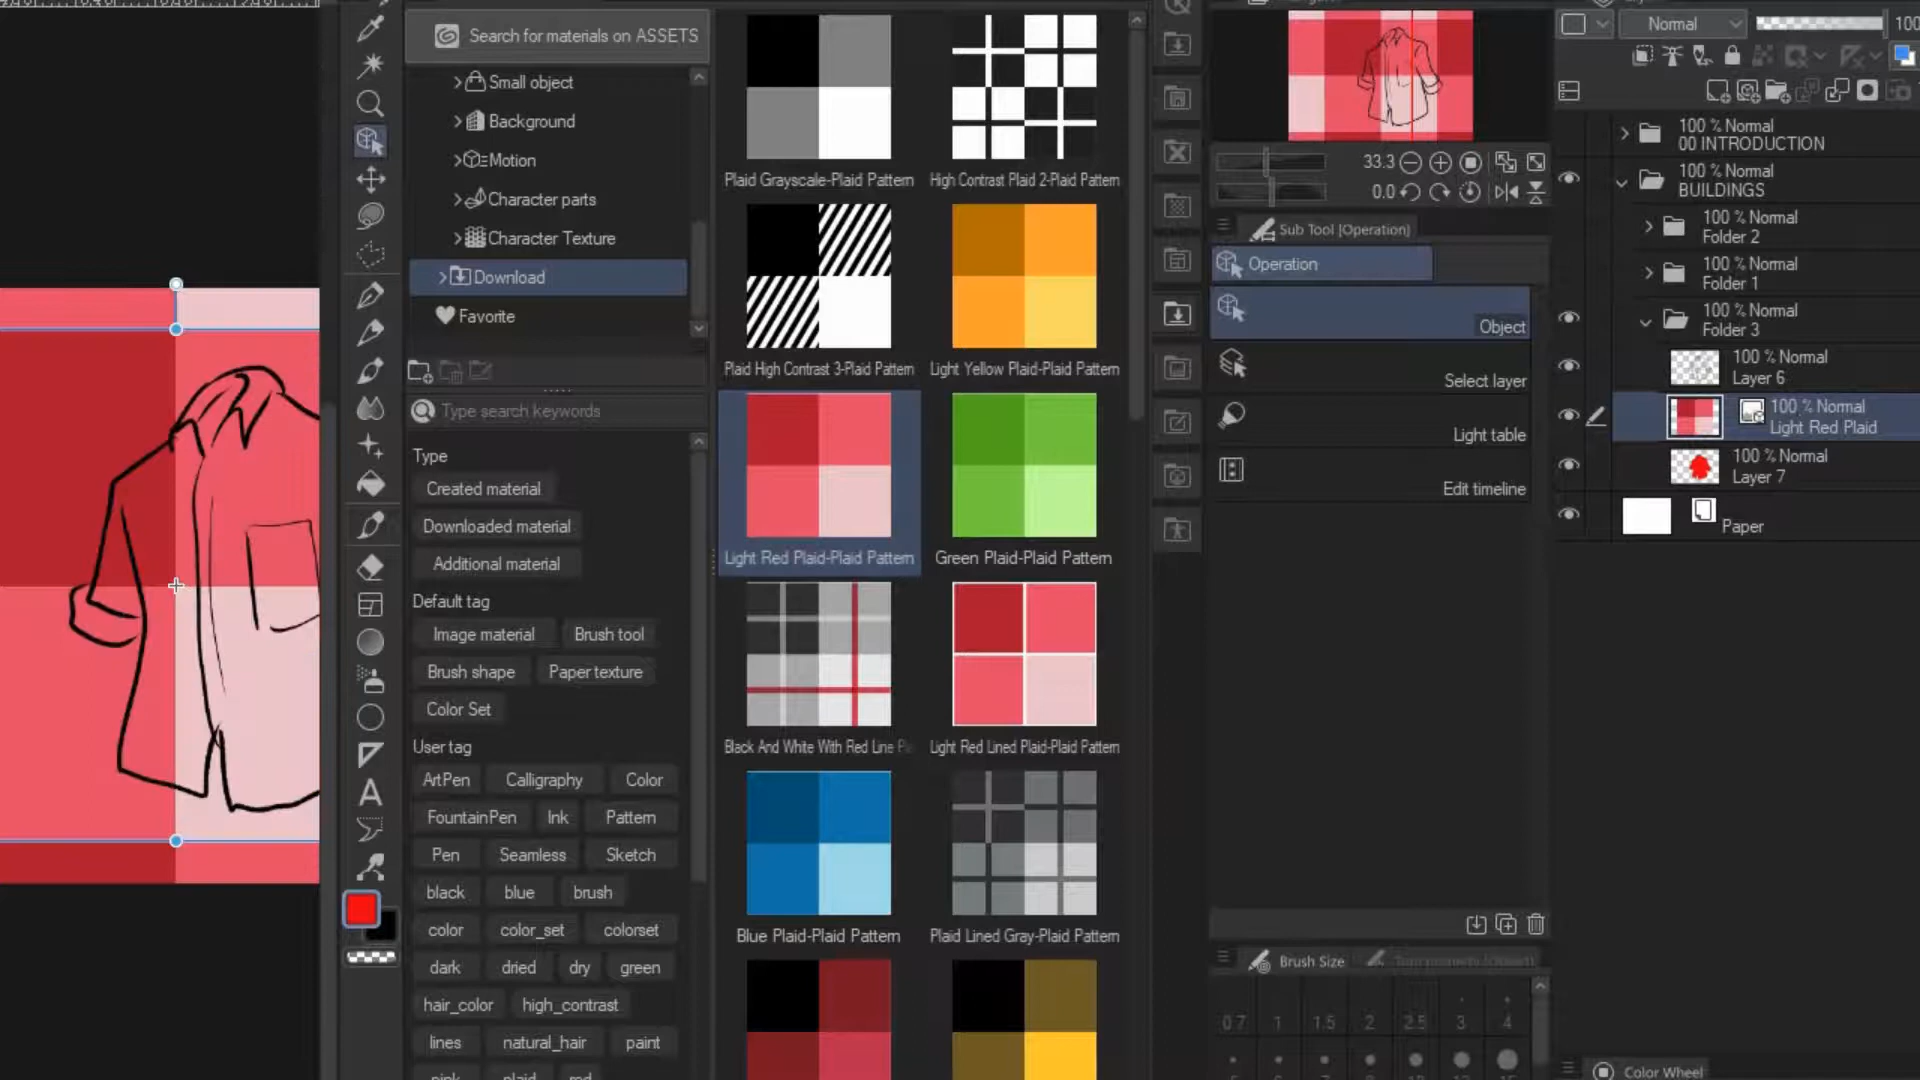 Search for materials on ASSETS
Small object
Background
Motion
Character parts
Character Texture
Download
Favorite
Type search keywords
Type
Created material
Downloaded material
Additional material
Default tag
Image material
Brush tool
Brush shape
Paper texture
Color Set
User tag
ArtPen
Calligraphy
Color
FountainPen
Ink
Pattern
Pen
Seamless
Sketch
black
blue
brush
color
color_set
colorset
dark
dried
dry
green
hair_color
high_contrast
lines
natural_hair
paint
Plaid Grayscale-Plaid Pattern
High Contrast Plaid 2-Plaid Pattern
Plaid High Contrast 3-Plaid Pattern
Light Yellow Plaid-Plaid Pattern
Light Red Plaid-Plaid Pattern
Green Plaid-Plaid Pattern
Black And White With Red Line
Light Red Lined Plaid-Plaid Pattern
Blue Plaid-Plaid Pattern
Plaid Lined Gray-Plaid Pattern
33.3
0.0
Sub Tool [Operation]
Operation
Object
Select layer
Light table
Edit timeline
Brush Size
0.7
1
1.5
2
2.5
3
4
Normal
100
100 % Normal
00 INTRODUCTION
100 % Normal
BUILDINGS
100 % Normal
Folder 2
100 % Normal
Folder 1
100 % Normal
Folder 3
100 % Normal
Layer 6
100 % Normal
Light Red Plaid
100 % Normal
Layer 7
Paper
Color Wheel